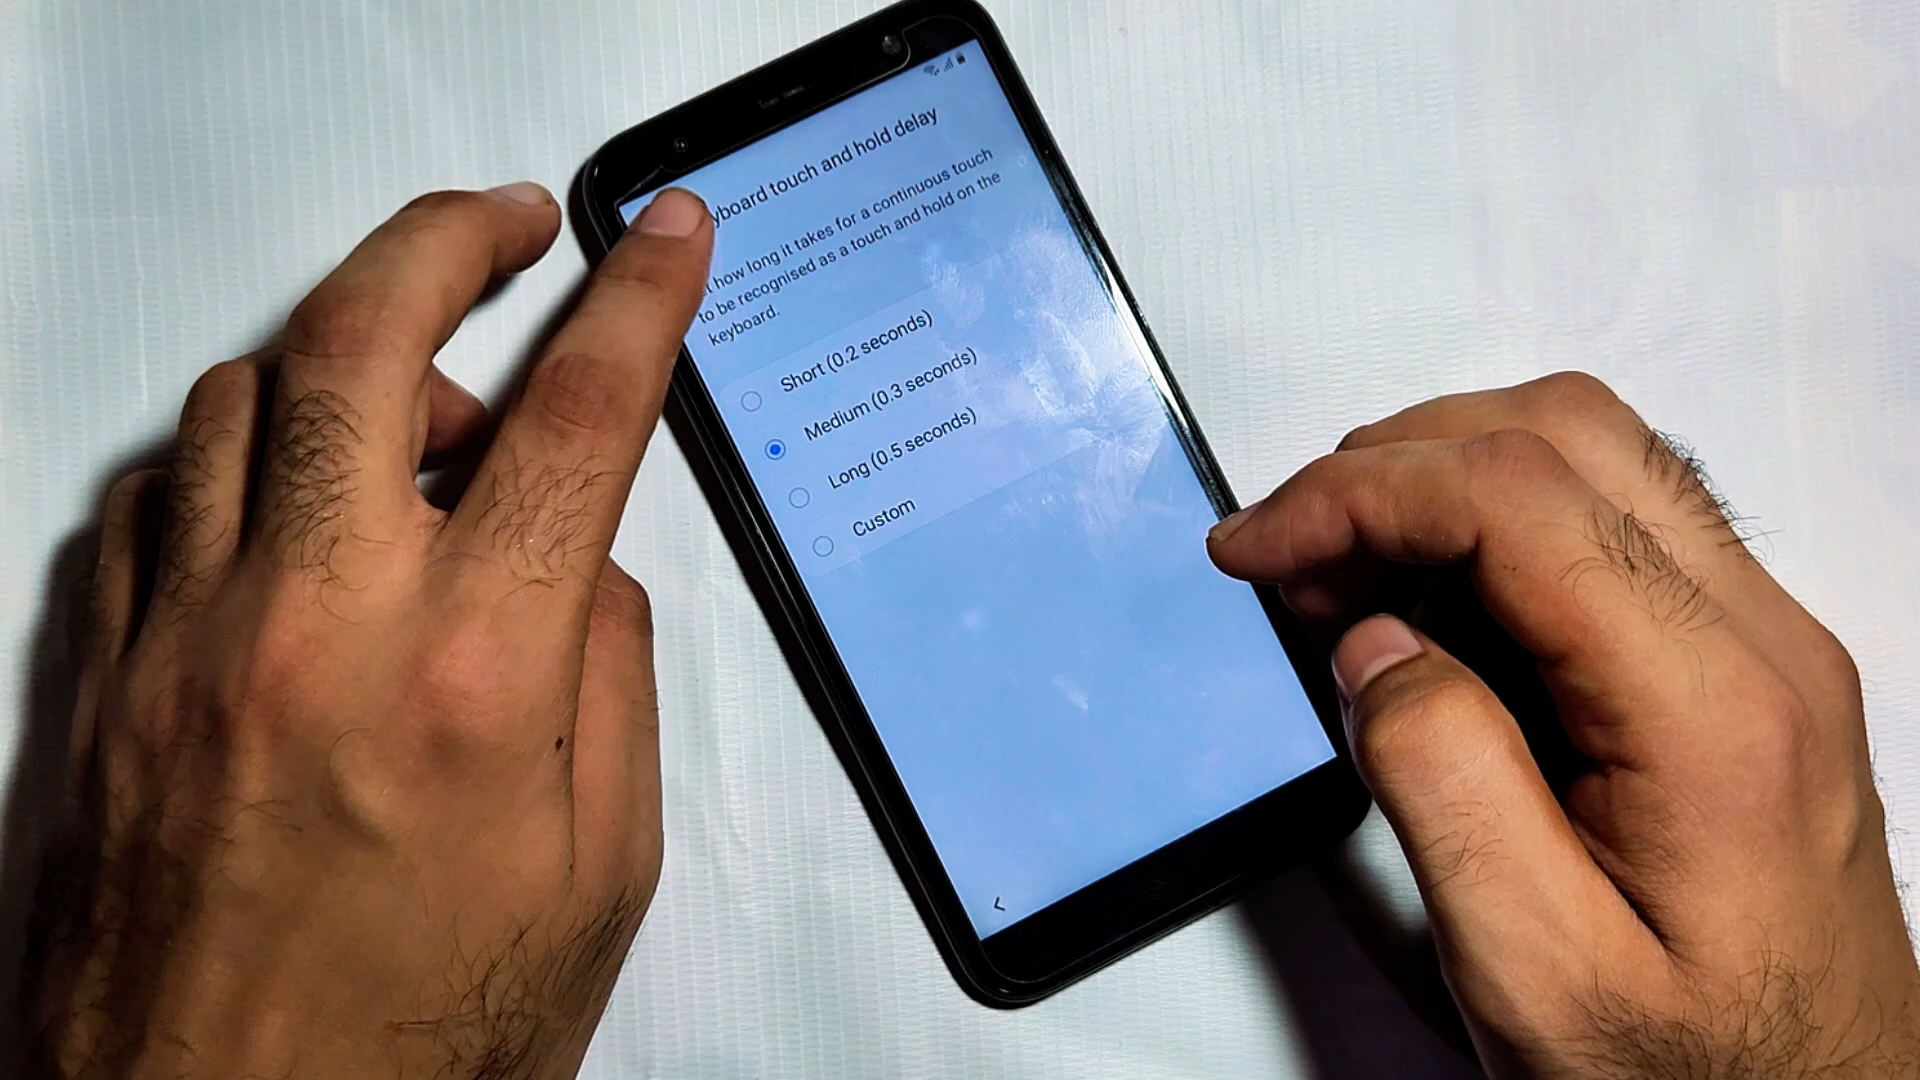 yboard touch and hold delay
t how long it takes for a continuous touch
to be recognised as a touch and hold on the
keyboard.
Short (0.2 seconds)
Medium (0.3 seconds)
Long (0.5 seconds)
Custom